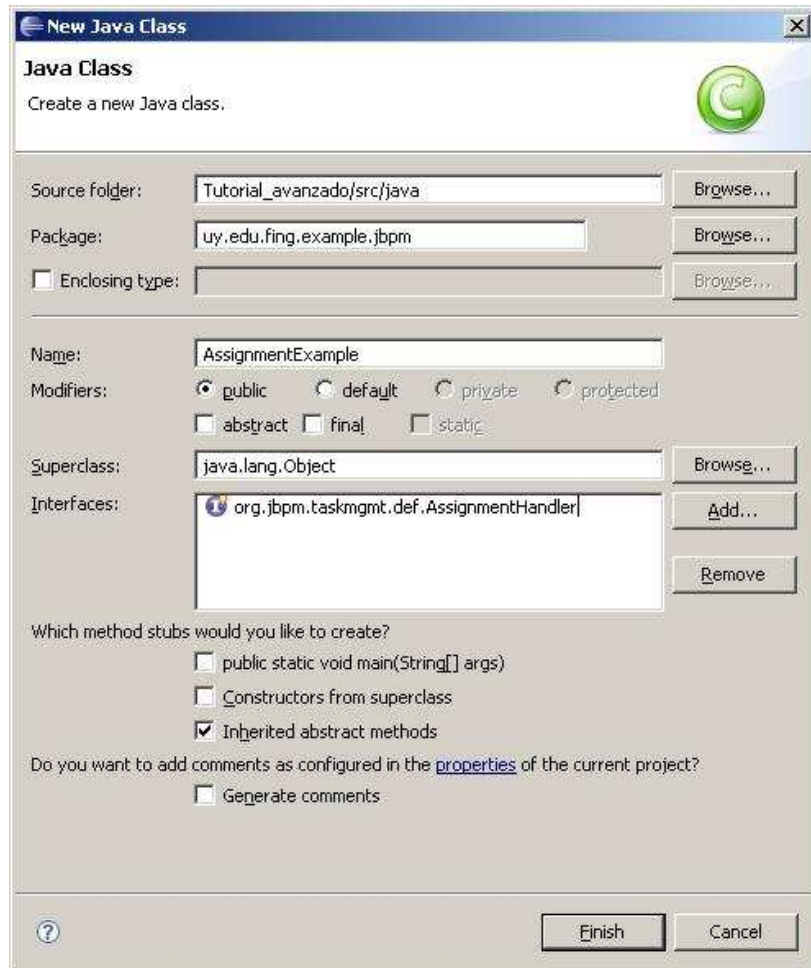 New Java Class
Java Class
Create a new Java class.
Source folder: Tutorial_avanzado/src/java Browse...
Package: uy.edu.fing.example.jbpm Browse...
Enclosing type: Browse...
Name: AssignmentExample
Modifiers: public default private protected
abstract final static
Superclass: java.lang.Object Browse...
Interfaces: org.jbpm.taskmgmt.def.AssignmentHandler Add...
Remove
Which method stubs would you like to create?
public static void main(String[] args)
Constructors from superclass
Inherited abstract methods
Do you want to add comments as configured in the properties of the current project?
Generate comments
Finish Cancel